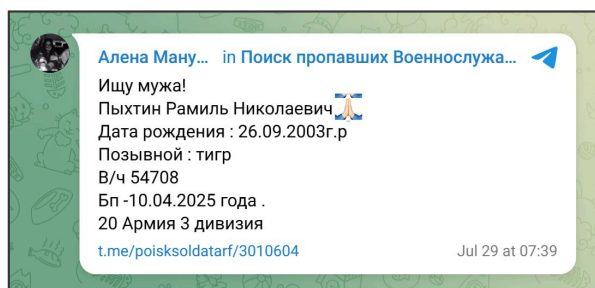 Алена Ману... in Поиск пропавших Военнослужа...
Ищу мужа!
Пыхтин Рамиль Николаевич🙏🏻
Дата рождения : 26.09.2003г.р
Позывной : тигр
В/ч 54708
Бп -10.04.2025 года .
20 Армия 3 дивизия
t.me/poisksoldatarf/3010604 Jul 29 at 07:39